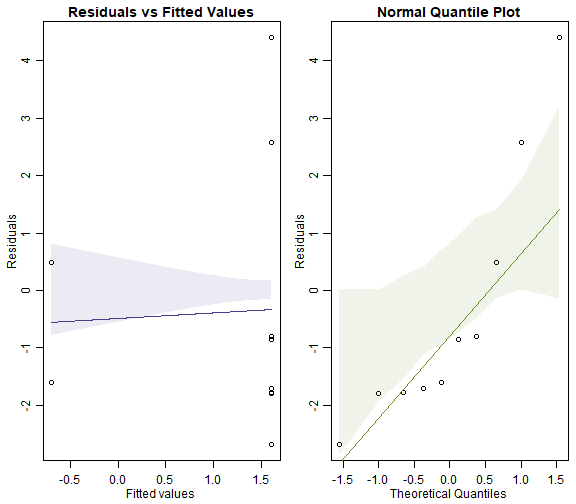 Residuals vs Fitted Values
Residuals
4
3
2
1
0
-1
-2
-0.5 0.0 0.5 1.0 1.5
Fitted values
Normal Quantile Plot
Residuals
4
3
2
1
0
-1
-2
-1.5 -1.0 -0.5 0.0 0.5 1.0 1.5
Theoretical Quantiles